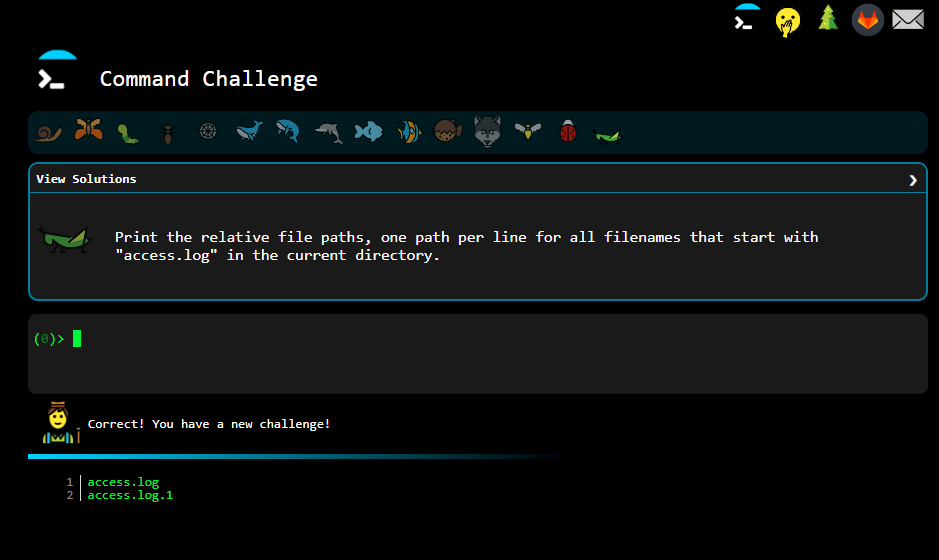 Command Challenge
View Solutions
Print the relative file paths, one path per line for all filenames that start with
"access.log" in the current directory.
(0)>
Correct! You have a new challenge!
1 access.log
2 access.log.1